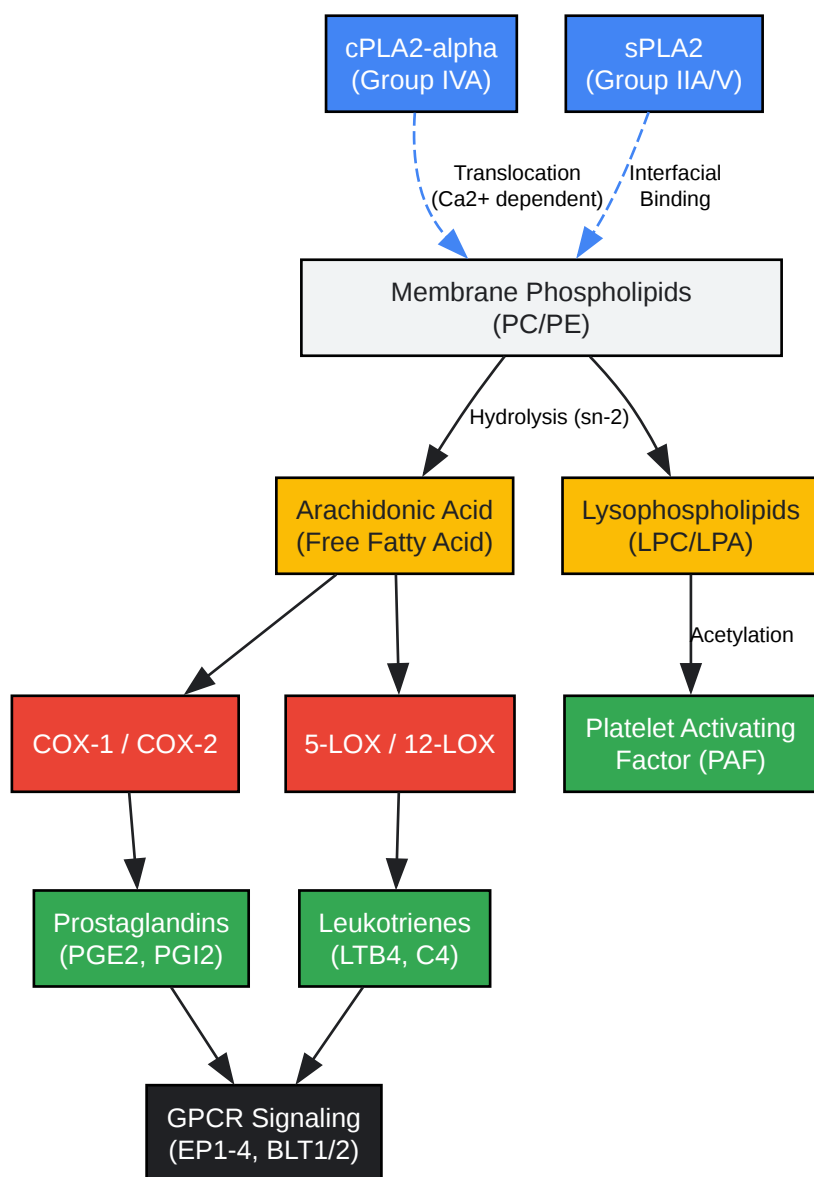 cPLA2-alpha
(Group IVA)
sPLA2
(Group IIA/V)
Translocation
(Ca2+ dependent)
Interfacial
Binding
Membrane Phospholipids
(PC/PE)
Hydrolysis (sn-2)
Arachidonic Acid
(Free Fatty Acid)
Lysophospholipids
(LPC/LPA)
Acetylation
COX-1 / COX-2
5-LOX / 12-LOX
Platelet Activating
Factor (PAF)
Prostaglandins
(PGE2, PGI2)
Leukotrienes
(LTB4, C4)
GPCR Signaling
(EP1-4, BLT1/2)